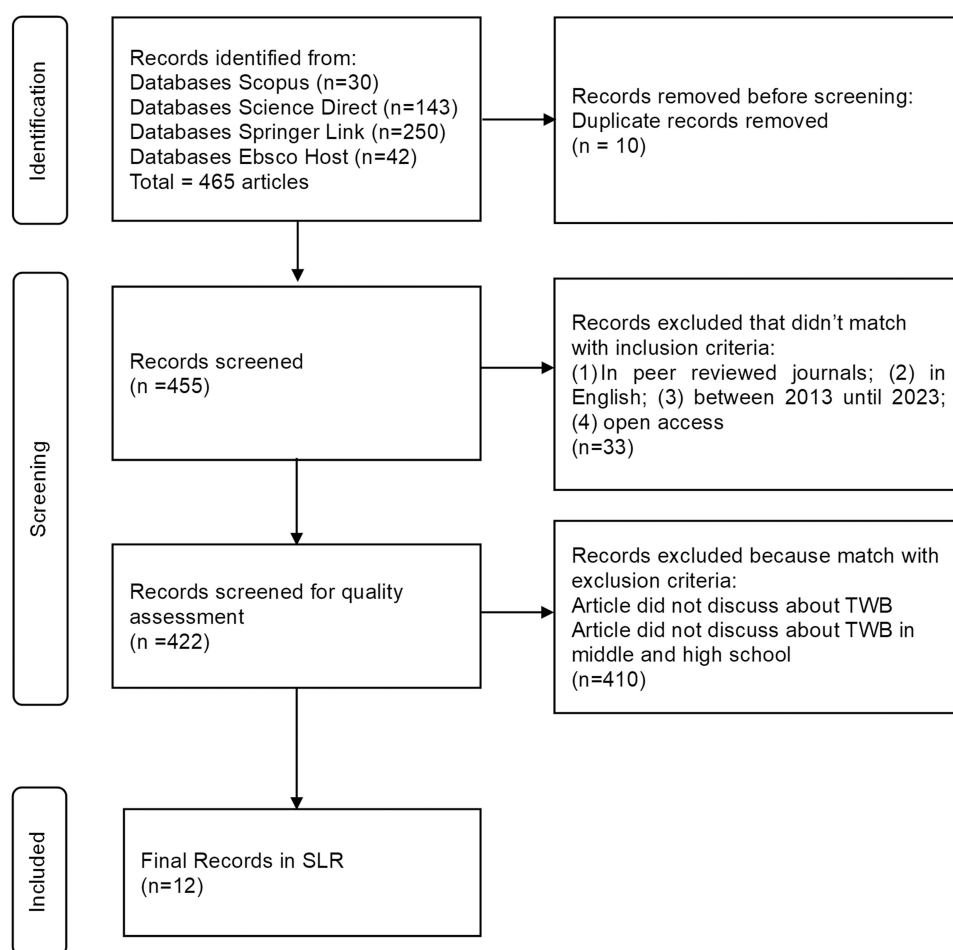 Identification
Records identified from:
Databases Scopus (n=30)
Databases Science Direct (n=143)
Databases Springer Link (n=250)
Databases Ebsco Host (n=42)
Total = 465 articles
Records removed before screening:
Duplicate records removed
(n = 10)
Screening
Records screened
(n =455)
Records excluded that didn’t match
with inclusion criteria:
(1) In peer reviewed journals; (2) in
English; (3) between 2013 until 2023;
(4) open access
(n=33)
Records screened for quality
assessment
(n =422)
Records excluded because match with
exclusion criteria:
Article did not discuss about TWB
Article did not discuss about TWB in
middle and high school
(n=410)
Included
Final Records in SLR
(n=12)